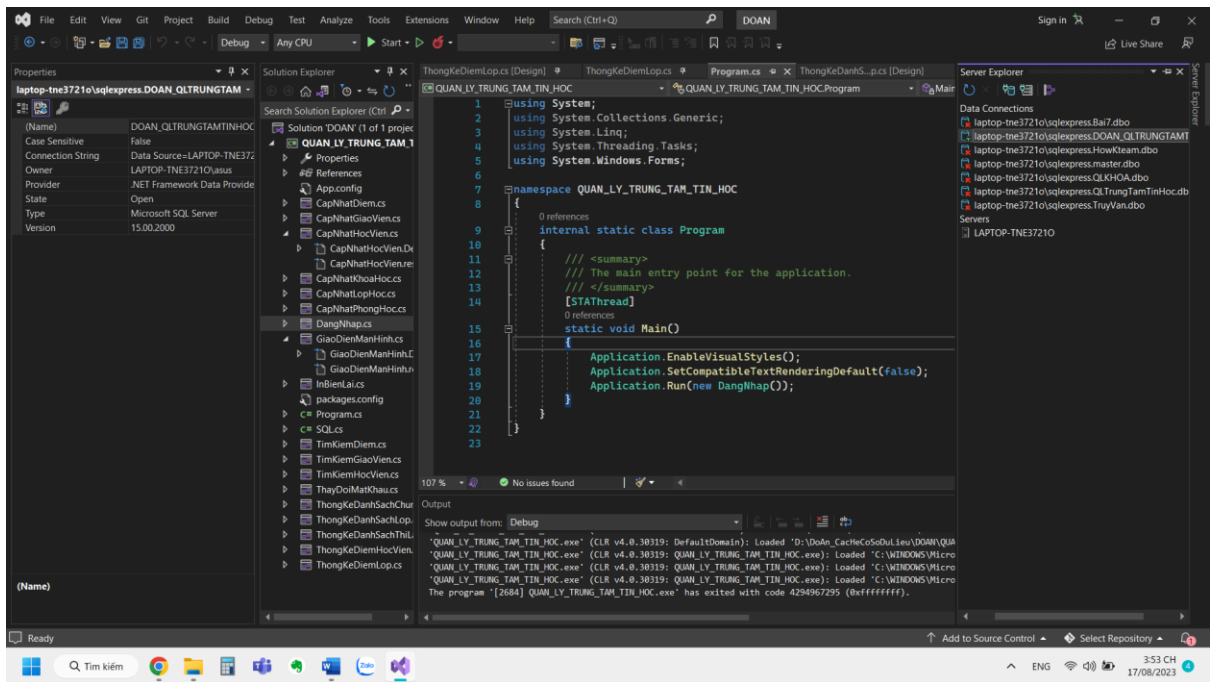 File Edit View Git Project Build Debug Test Analyze Tools Extensions Window Help Search (Ctrl+Q) DOAN Sign in
Debug Any CPU Start Live Share
Properties
laptop-tne3721o\sqlexpress.DOAN_QLTRUNGTAM
(Name) DOAN_QLTRUNGTAMTINHOC
Case Sensitive False
Connection String Data Source=LAPTOP-TNE372
Owner LAPTOP-TNE3721O\asus
Provider .NET Framework Data Provide
State Open
Type Microsoft SQL Server
Version 15.00.2000
(Name)
Solution Explorer
Search Solution Explorer (Ctrl
Solution 'DOAN' (1 of 1 projec
QUAN_LY_TRUNG_TAM_T
Properties
References
App.config
CapNhatDiem.cs
CapNhatGiaoVien.cs
CapNhatHocVien.cs
CapNhatHocVien.De
CapNhatHocVien.re
CapNhatKhoaHoc.cs
CapNhatLopHoc.cs
CapNhatPhongHoc.cs
DangNhap.cs
GiaoDienManHinh.cs
GiaoDienManHinh.D
GiaoDienManHinh.r
InBienLai.cs
packages.config
C# Program.cs
C# SQL.cs
TimKiemDiem.cs
TimKiemGiaoVien.cs
TimKiemHocVien.cs
ThayDoiMatKhau.cs
ThongKeDanhSachChu
ThongKeDanhSachLop.
ThongKeDanhSachThiL
ThongKeDiemHocVien.
ThongKeDiemLop.cs
ThongKeDiemLop.cs [Design] ThongKeDiemLop.cs Program.cs ThongKeDanhS...p.cs [Design]
QUAN_LY_TRUNG_TAM_TIN_HOC QUAN_LY_TRUNG_TAM_TIN_HOC.Program Main
1 using System;
2 using System.Collections.Generic;
3 using System.Linq;
4 using System.Threading.Tasks;
5 using System.Windows.Forms;
6
7 namespace QUAN_LY_TRUNG_TAM_TIN_HOC
8 {
0 references
9 internal static class Program
10 {
11 /// <summary>
12 /// The main entry point for the application.
13 /// </summary>
14 [STAThread]
0 references
15 static void Main()
16 {
17 Application.EnableVisualStyles();
18 Application.SetCompatibleTextRenderingDefault(false);
19 Application.Run(new DangNhap());
20 }
21 }
22 }
23
107 % No issues found
Output
Show output from: Debug
'QUAN_LY_TRUNG_TAM_TIN_HOC.exe' (CLR v4.0.30319: DefaultDomain): Loaded 'D:\DoAn_CacHeCoSoDuLieu\DOAN\QUA
'QUAN_LY_TRUNG_TAM_TIN_HOC.exe' (CLR v4.0.30319: QUAN_LY_TRUNG_TAM_TIN_HOC.exe): Loaded 'C:\WINDOWS\Micro
'QUAN_LY_TRUNG_TAM_TIN_HOC.exe' (CLR v4.0.30319: QUAN_LY_TRUNG_TAM_TIN_HOC.exe): Loaded 'C:\WINDOWS\Micro
'QUAN_LY_TRUNG_TAM_TIN_HOC.exe' (CLR v4.0.30319: QUAN_LY_TRUNG_TAM_TIN_HOC.exe): Loaded 'C:\WINDOWS\Micro
The program '[2684] QUAN_LY_TRUNG_TAM_TIN_HOC.exe' has exited with code 4294967295 (0xffffffff).
Server Explorer
Data Connections
laptop-tne3721o\sqlexpress.Bai7.dbo
laptop-tne3721o\sqlexpress.DOAN_QLTRUNGTAMT
laptop-tne3721o\sqlexpress.HowKteam.dbo
laptop-tne3721o\sqlexpress.master.dbo
laptop-tne3721o\sqlexpress.QLKHOA.dbo
laptop-tne3721o\sqlexpress.QLTrungTamTinHoc.db
laptop-tne3721o\sqlexpress.TruyVan.dbo
Servers
LAPTOP-TNE3721O
Server Explorer
Ready Add to Source Control Select Repository 1
Tìm kiếm Zalo ENG 3:53 CH
17/08/2023 4